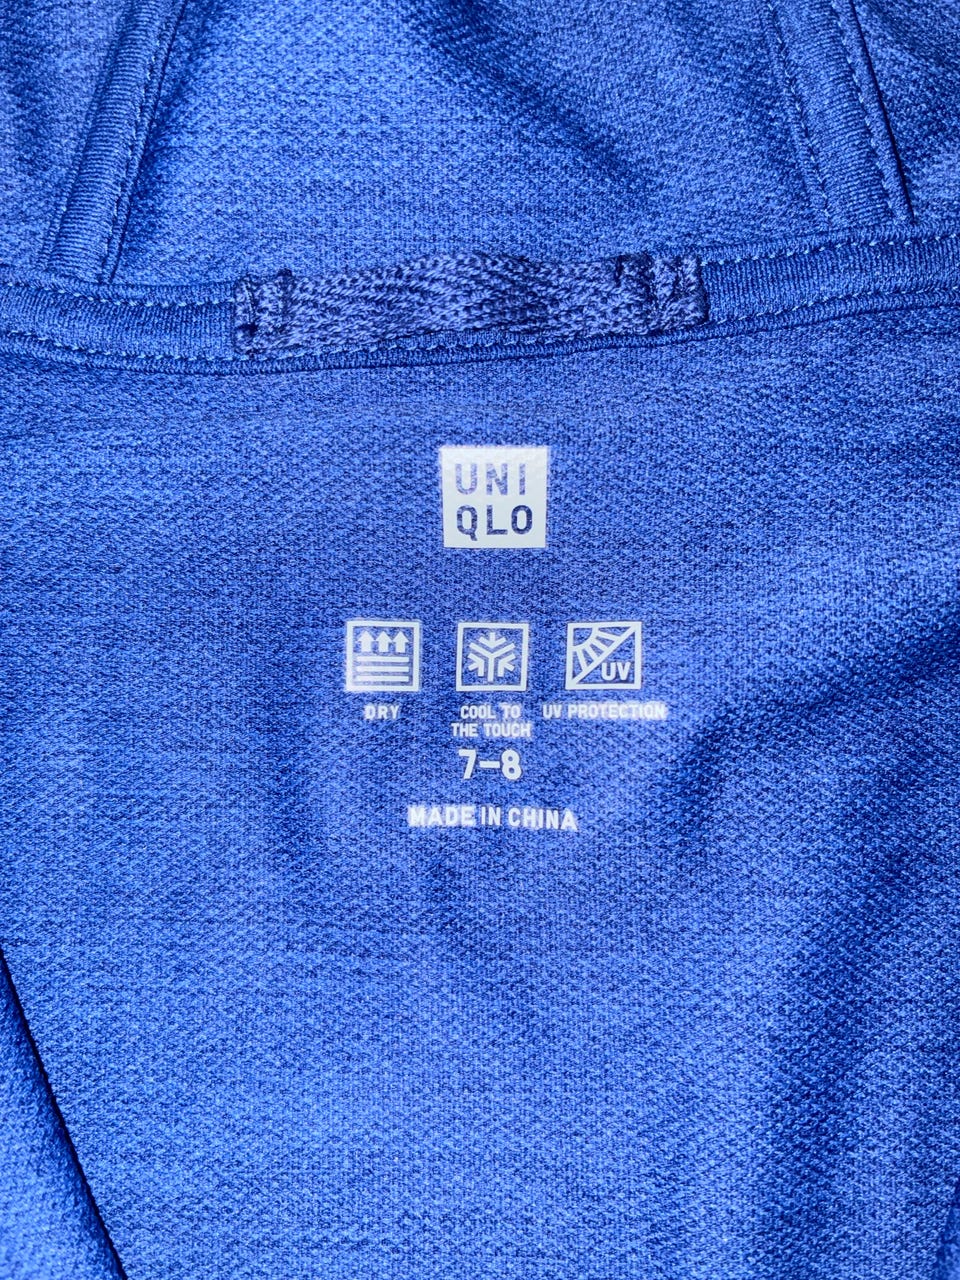 UNI
QLO
UV
DRY
COOL TO
THE TOUCH
UV PROTECTION
7-8
MADE IN CHINA